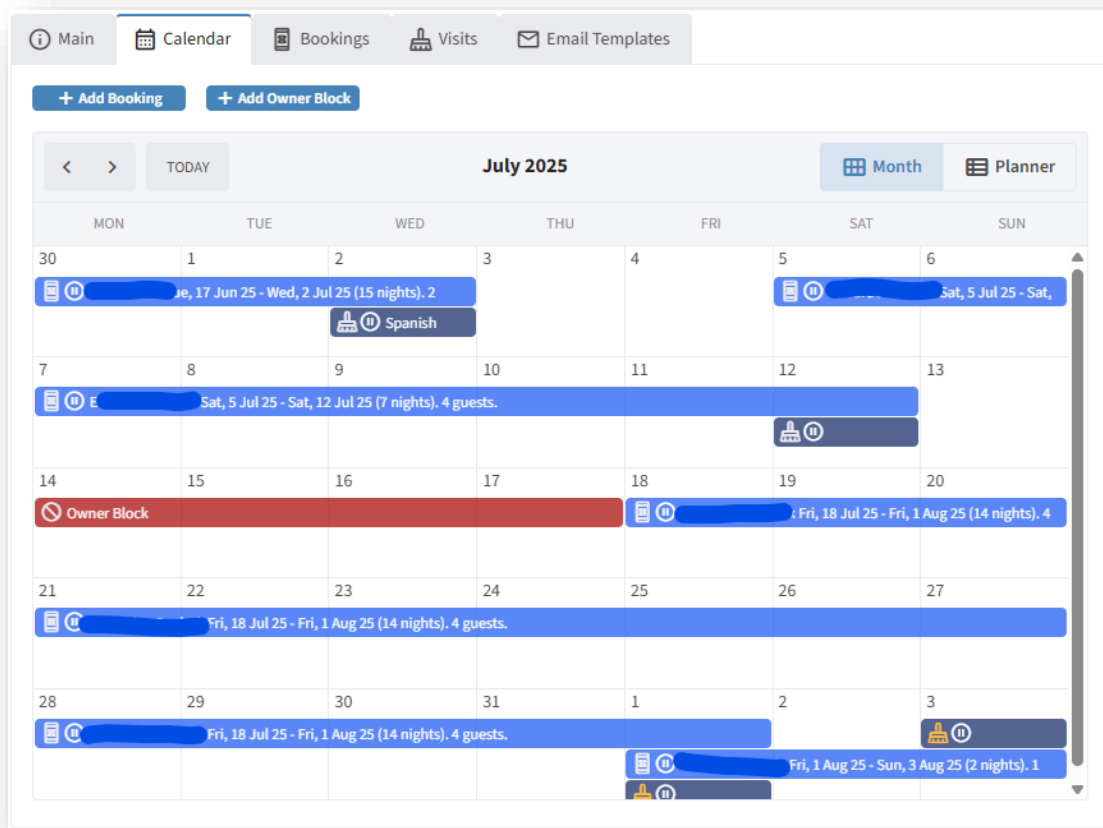 Main Calendar Bookings Visits Email Templates
+ Add Booking + Add Owner Block
< > TODAY July 2025 Month Planner
MON TUE WED THU FRI SAT SUN
30 1 2 3 4 5 6
ue, 17 Jun 25 - Wed, 2 Jul 25 (15 nights). 2 Sat, 5 Jul 25 - Sat,
Spanish
7 8 9 10 11 12 13
E Sat, 5 Jul 25 - Sat, 12 Jul 25 (7 nights). 4 guests.
14 15 16 17 18 19 20
Owner Block Fri, 18 Jul 25 - Fri, 1 Aug 25 (14 nights). 4
21 22 23 24 25 26 27
Fri, 18 Jul 25 - Fri, 1 Aug 25 (14 nights). 4 guests.
28 29 30 31 1 2 3
Fri, 18 Jul 25 - Fri, 1 Aug 25 (14 nights). 4 guests.
Fri, 1 Aug 25 - Sun, 3 Aug 25 (2 nights). 1